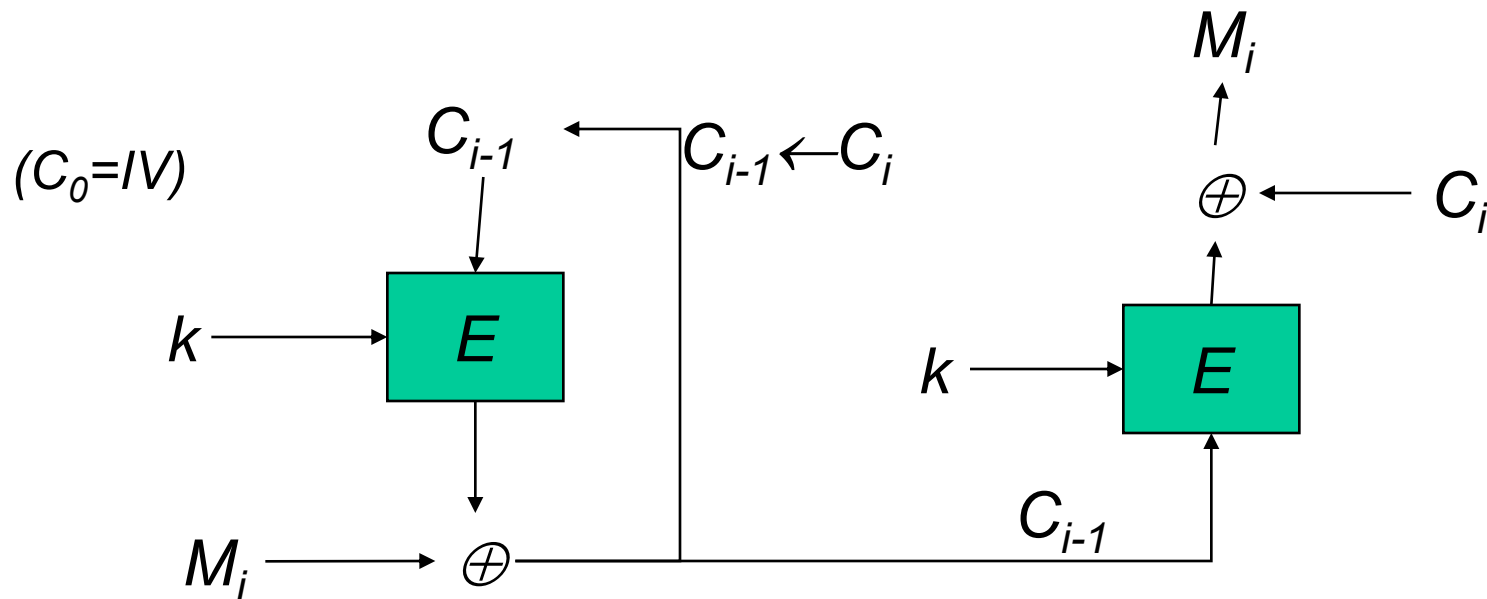 M_i
C_{i-1}
C_{i-1}←C_i
(C_0=IV)
⊕
C_i
k
E
k
E
C_{i-1}
M_i
⊕